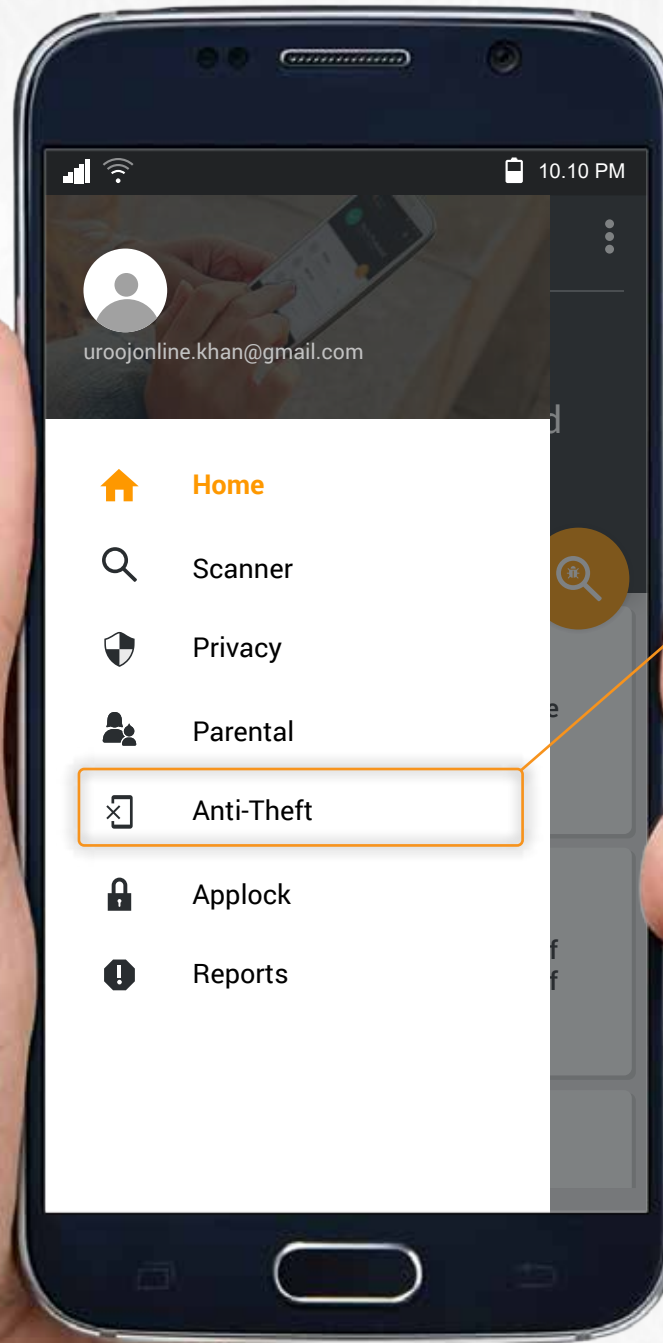 10.10 PM
uroojonline.khan@gmail.com
d
Home
Scanner
Privacy
Parental
e
Anti-Theft
Applock
f
Reports
f